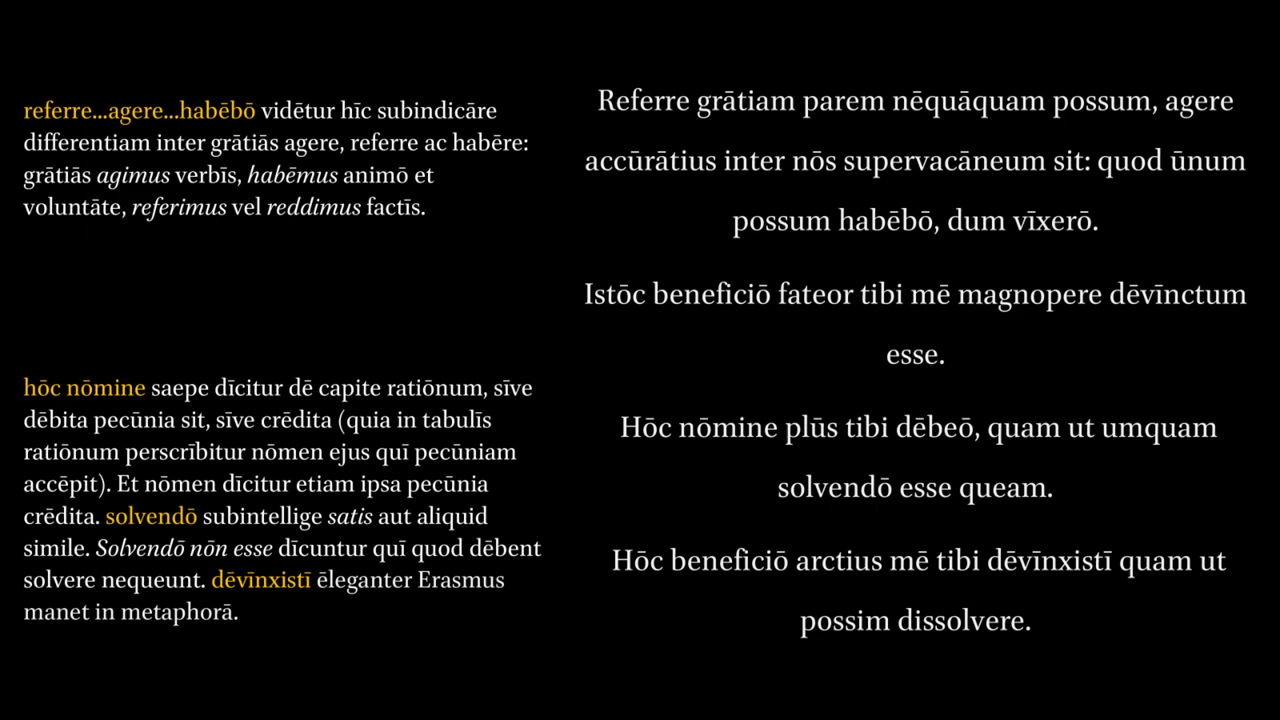 referre...agere...habēbō vidētur hīc subindicāre
differentiam inter grātiās agere, referre ac habēre:
grātiās agimus verbīs, habēmus animō et
voluntāte, referimus vel reddimus factīs.
hōc nōmine saepe dīcitur dē capite ratiōnum, sīve
dēbita pecūnia sit, sīve crēdita (quia in tabulīs
ratiōnum perscrībitur nōmen ejus quī pecūniam
accēpit). Et nōmen dīcitur etiam ipsa pecūnia
crēdita. solvendō subintellige satis aut aliquid
simile. Solvendō nōn esse dīcuntur quī quod dēbent
solvere nequeunt. dēvīnxistī ēleganter Erasmus
manet in metaphorā.
Referre grātiam parem nēquāquam possum, agere
accūrātius inter nōs supervacāneum sit: quod ūnum
possum habēbō, dum vīxerō.
Istōc beneficiō fateor tibi mē magnopere dēvīnctum
esse.
Hōc nōmine plūs tibi dēbeō, quam ut umquam
solvendō esse queam.
Hōc beneficiō arctius mē tibi dēvīnxistī quam ut
possim dissolvere.